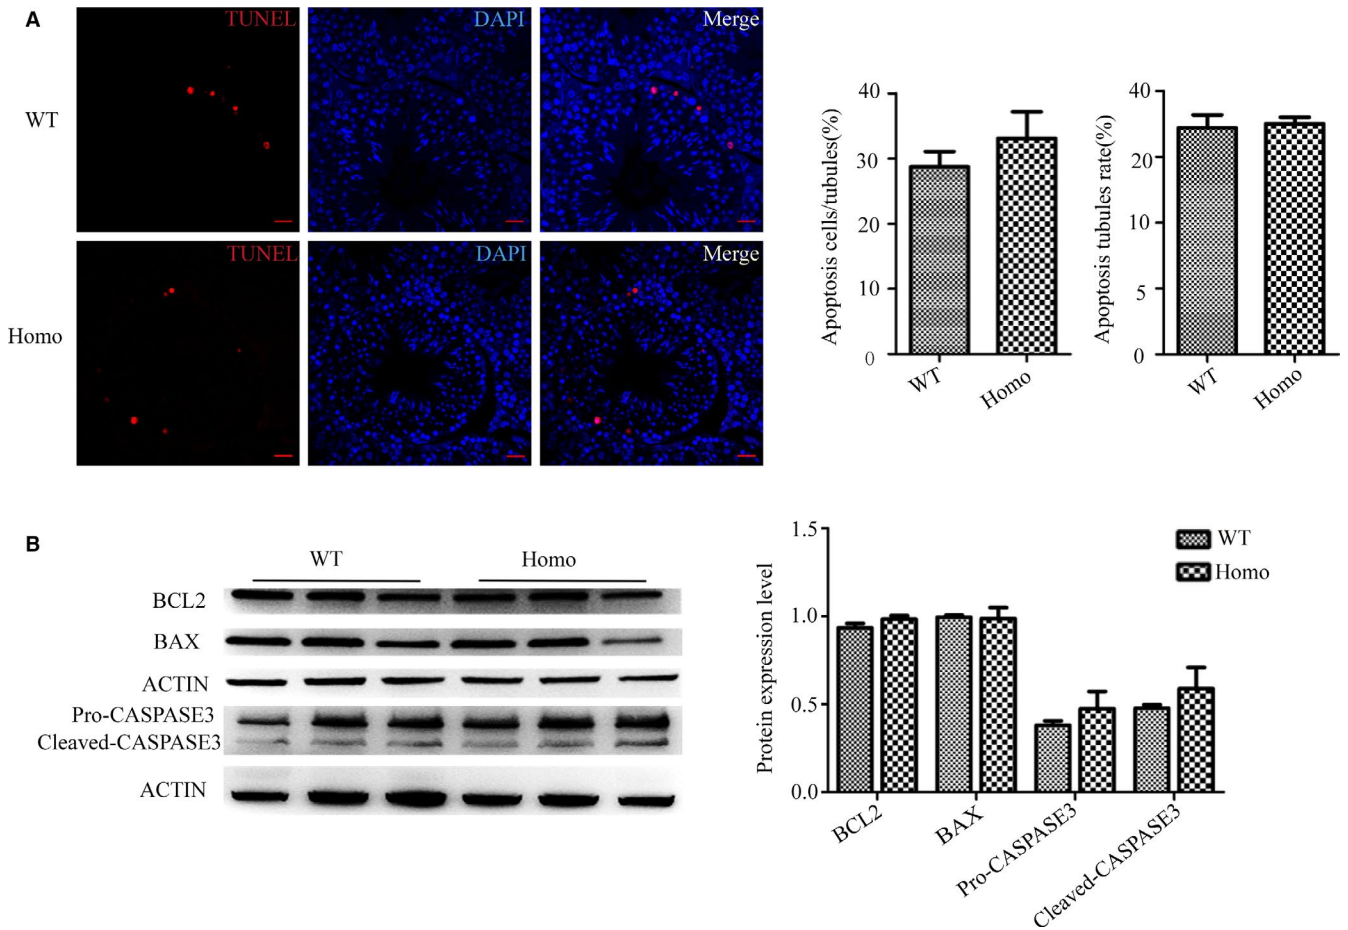 A
TUNEL
DAPI
Merge
WT
TUNEL
DAPI
Merge
Homo
Apoptosis cells/tubules(%)
40
30
20
10
0
WT
Homo
Apoptosis tubules rate(%)
40
20
10
5
0
WT
Homo
B
WT
Homo
BCL2
BAX
ACTIN
Pro-CASPASE3
Cleaved-CASPASE3
ACTIN
Protein expression level
1.5
1.0
0.5
0.0
WT
Homo
BCL2
BAX
Pro-CASPASE3
Cleaved-CASPASE3